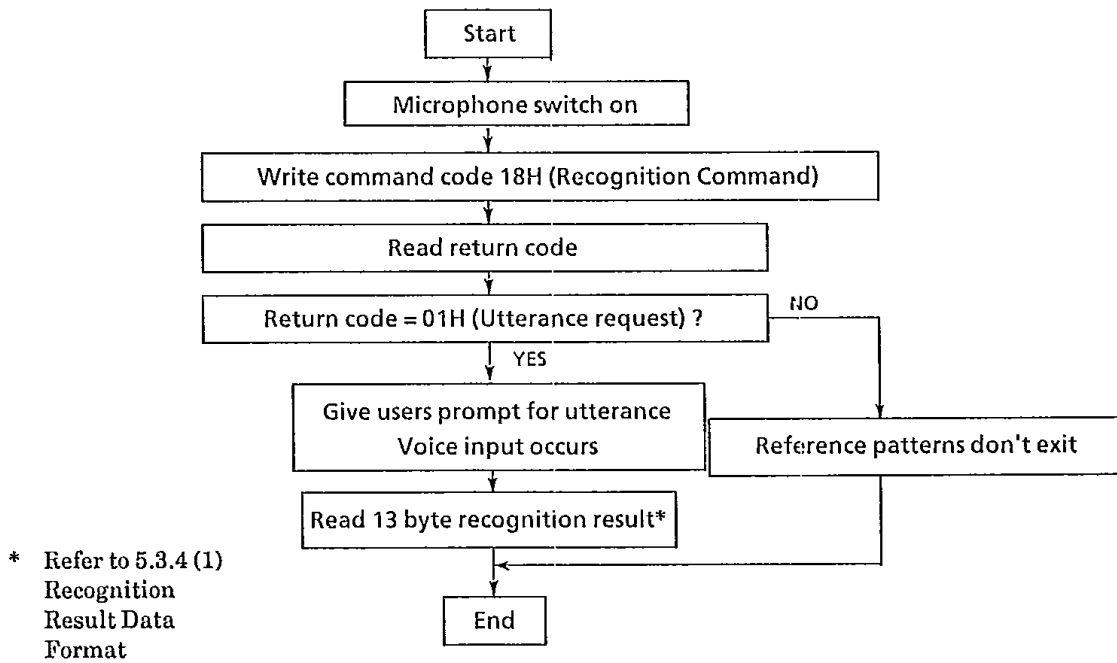 Start
Microphone switch on
Write command code 18H (Recognition Command)
Read return code
Return code = 01H (Utterance request) ?
NO
YES
Give users prompt for utterance
Voice input occurs
Reference patterns don't exit
Read 13 byte recognition result*
* Refer to 5.3.4 (1)
Recognition
Result Data
Format
End